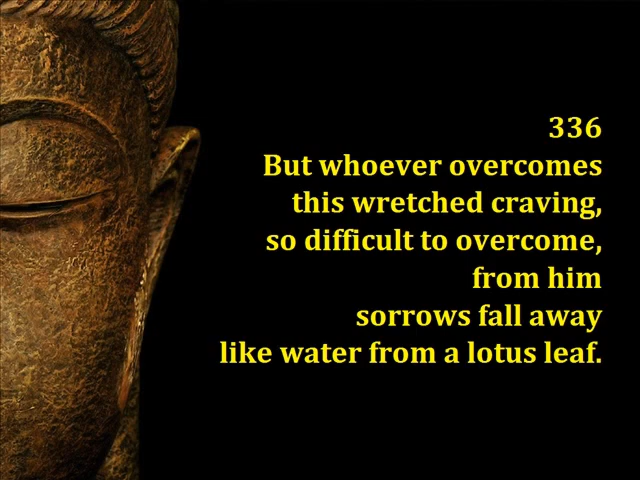 336
But whoever overcomes
this wretched craving,
so difficult to overcome,
from him
sorrows fall away
like water from a lotus leaf.